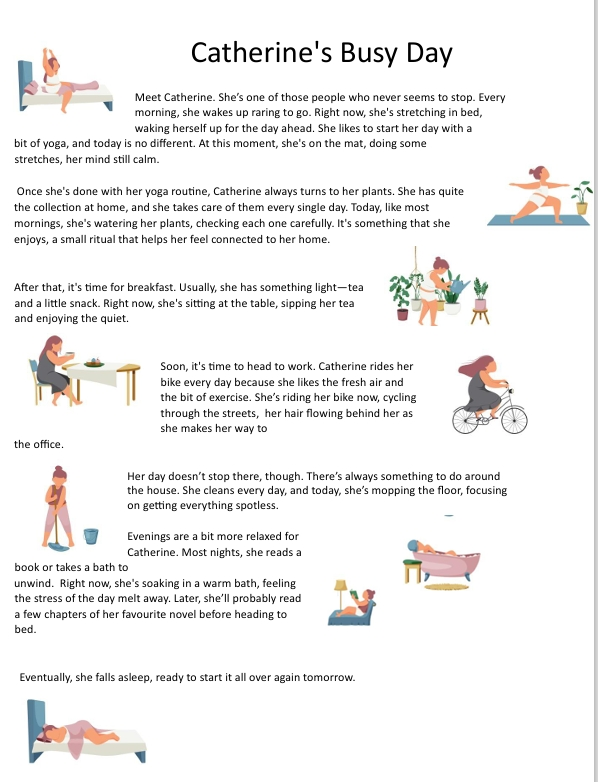 Catherine's Busy Day
Meet Catherine. She’s one of those people who never seems to stop. Every
morning, she wakes up raring to go. Right now, she's stretching in bed,
waking herself up for the day ahead. She likes to start her day with a
bit of yoga, and today is no different. At this moment, she's on the mat, doing some
stretches, her mind still calm.
Once she's done with her yoga routine, Catherine always turns to her plants. She has quite
the collection at home, and she takes care of them every single day. Today, like most
mornings, she's watering her plants, checking each one carefully. It's something that she
enjoys, a small ritual that helps her feel connected to her home.
After that, it's time for breakfast. Usually, she has something light—tea
and a little snack. Right now, she's sitting at the table, sipping her tea
and enjoying the quiet.
Soon, it's time to head to work. Catherine rides her
bike every day because she likes the fresh air and
the bit of exercise. She’s riding her bike now, cycling
through the streets,  her hair flowing behind her as
she makes her way to
the office.
Her day doesn’t stop there, though. There’s always something to do around
the house. She cleans every day, and today, she’s mopping the floor, focusing
on getting everything spotless.
Evenings are a bit more relaxed for
Catherine. Most nights, she reads a
book or takes a bath to
unwind.  Right now, she's soaking in a warm bath, feeling
the stress of the day melt away. Later, she’ll probably read
a few chapters of her favourite novel before heading to
bed.
Eventually, she falls asleep, ready to start it all over again tomorrow.